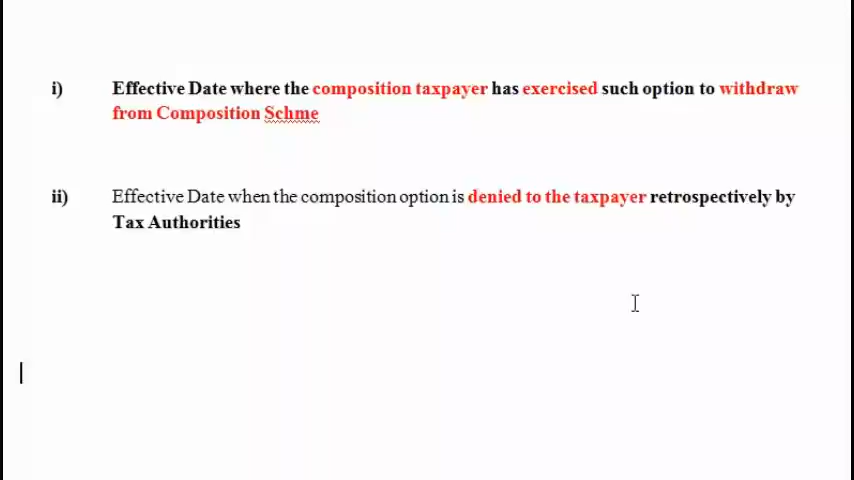 i) Effective Date where the composition taxpayer has exercised such option to withdraw
from Composition Schme
ii) Effective Date when the composition option is denied to the taxpayer retrospectively by
Tax Authorities